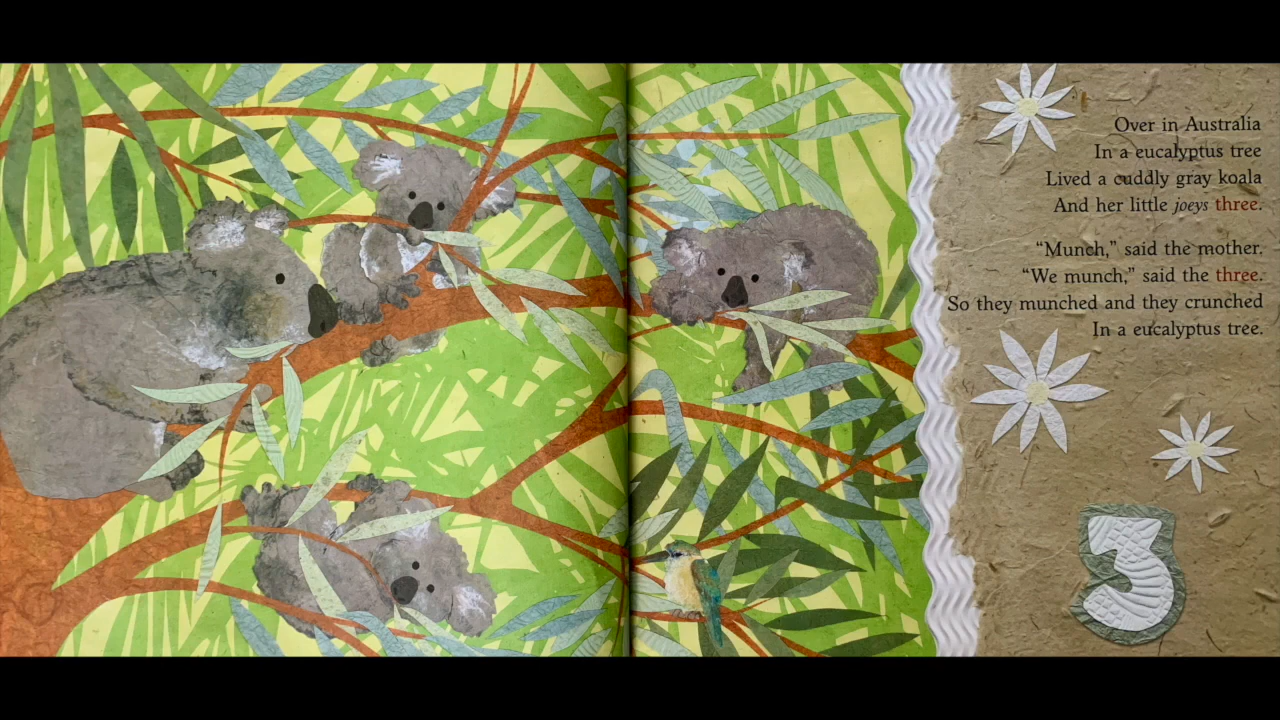 Over in Australia
In a eucalyptus tree
Lived a cuddly gray koala
And her little joeys three.
“Munch,” said the mother.
“We munch,” said the three.
So they munched and they crunched
In a eucalyptus tree.
3